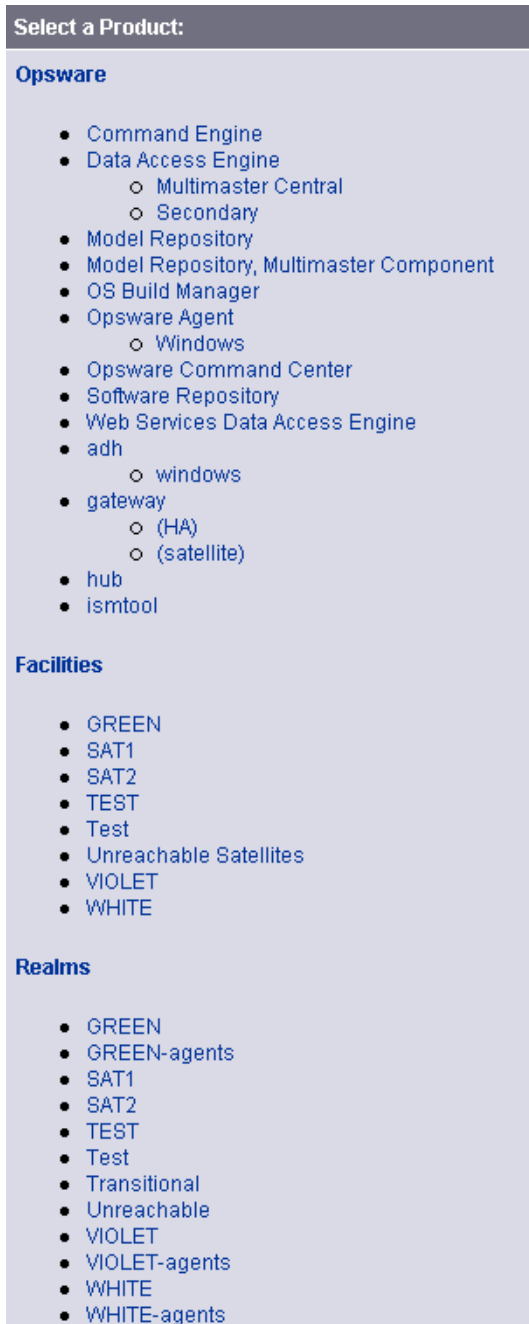 Select a Product:
Opsware
Command Engine
Data Access Engine
Multimaster Central
Secondary
Model Repository
Model Repository, Multimaster Component
OS Build Manager
Opsware Agent
Windows
Opsware Command Center
Software Repository
Web Services Data Access Engine
adh
windows
gateway
(HA)
(satellite)
hub
ismtool
Facilities
GREEN
SAT1
SAT2
TEST
Test
Unreachable Satellites
VIOLET
WHITE
Realms
GREEN
GREEN-agents
SAT1
SAT2
TEST
Test
Transitional
Unreachable
VIOLET
VIOLET-agents
WHITE
WHITE-agents